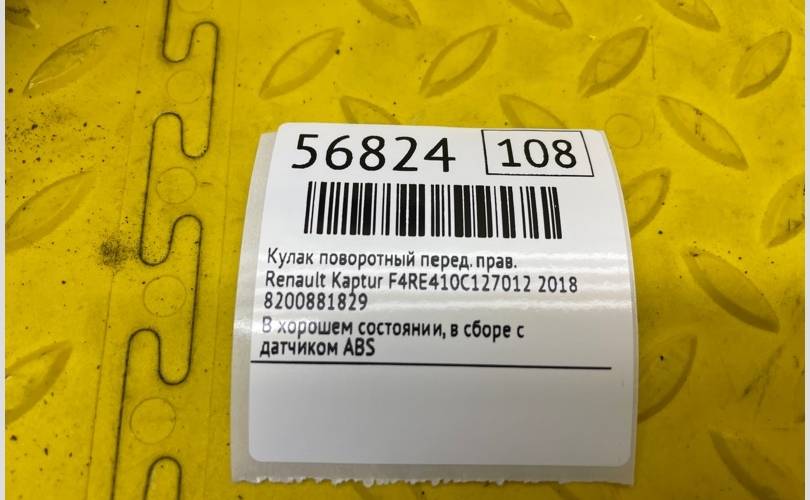 56824 108
Кулак поворотный перед. прав.
Renault Kaptur F4RE410C127012 2018
8200881829
В хорошем состоянии, в сборе с
датчиком ABS